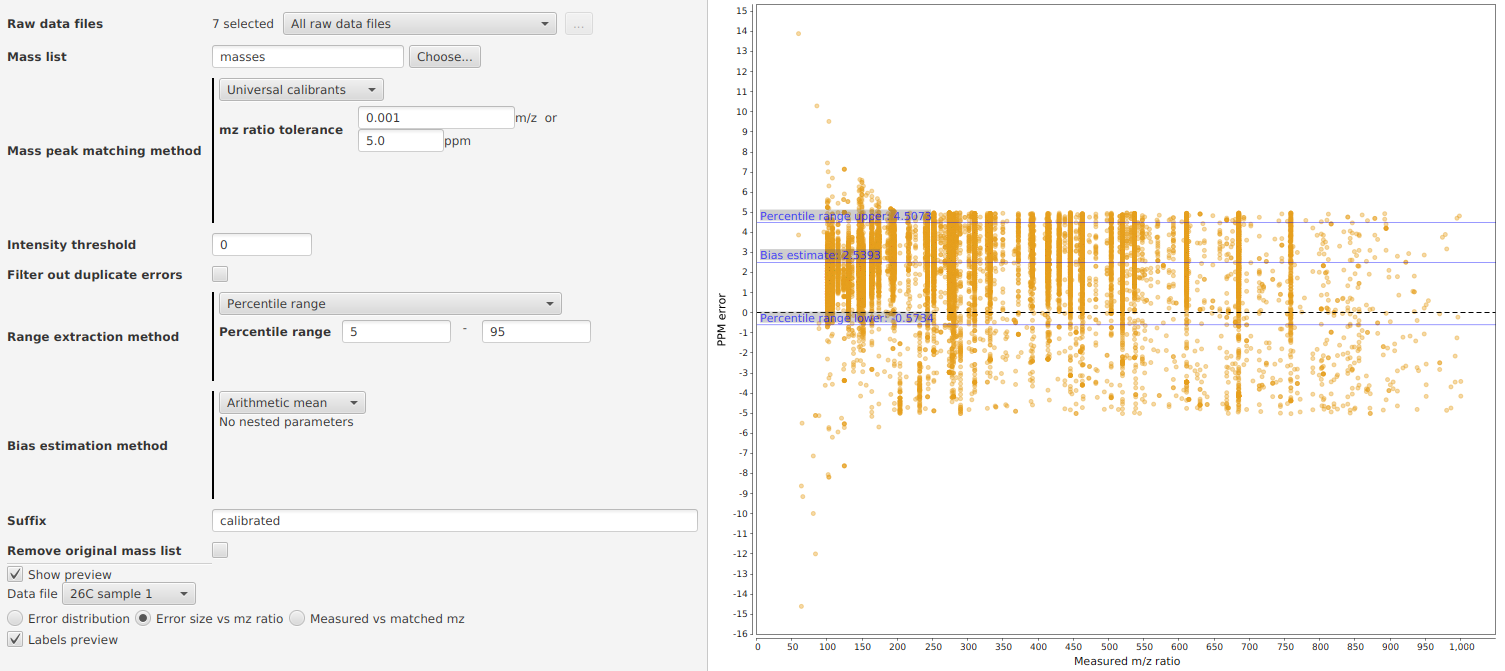 Raw data files 7 selected All raw data files ...
Mass list masses Choose...
Universal calibrants
mz ratio tolerance 0.001 m/z or
5.0 ppm
Mass peak matching method
Intensity threshold 0
Filter out duplicate errors
Percentile range
Percentile range 5 - 95
Range extraction method
Arithmetic mean
No nested parameters
Bias estimation method
Suffix calibrated
Remove original mass list
Show preview
Data file 26C sample 1
Error distribution Error size vs mz ratio Measured vs matched mz
Labels preview
15
14
13
12
11
10
9
8
7
6
5
4
3
2
1
0
-1
-2
-3
-4
-5
-6
-7
-8
-9
-10
-11
-12
-13
-14
-15
-16
PPM error
Percentile range upper: 4.5073
Bias estimate: 2.5393
Percentile range lower: -0.5734
0 50 100 150 200 250 300 350 400 450 500 550 600 650 700 750 800 850 900 950 1,000
Measured m/z ratio